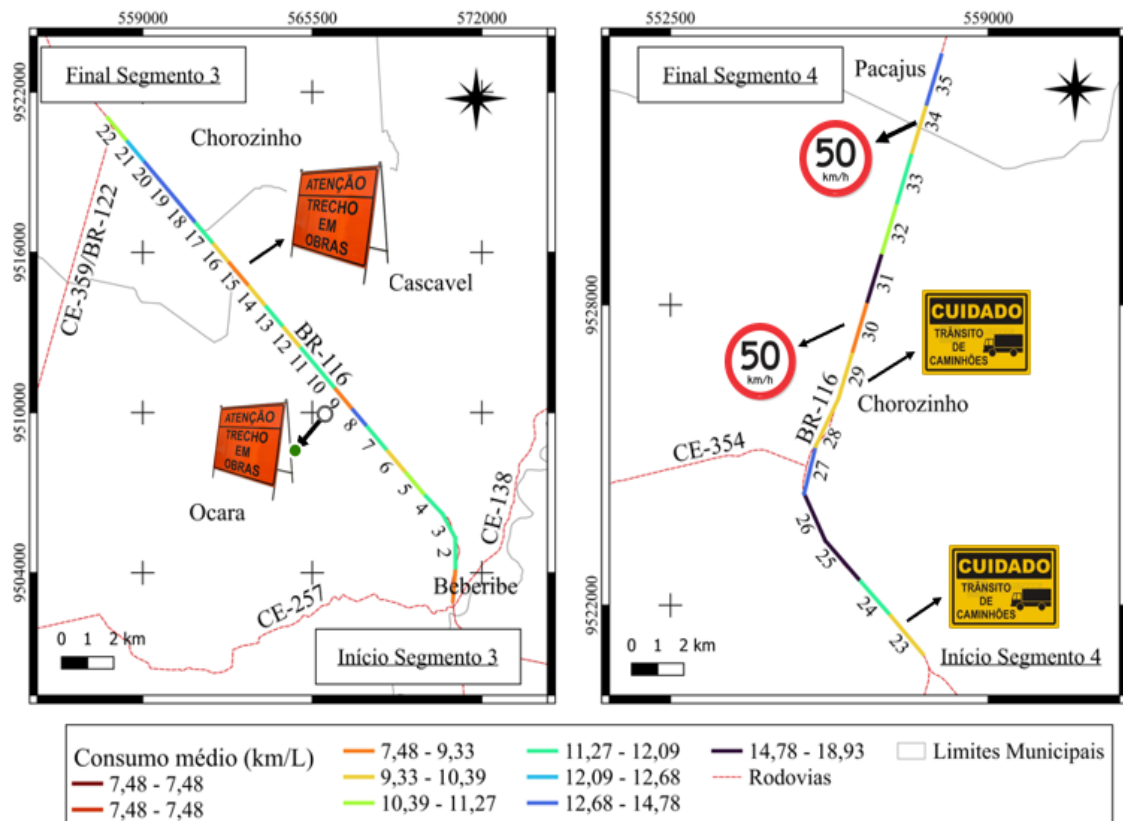 559000
565500
572000
9522000
9516000
9510000
9504000
Final Segmento 3
Chorozinho
ATENÇÃO
TRECHO
EM
OBRAS
Cascavel
CE-359/BR-122
22
21
20
19
18
17
16
15
14
13
12
11
10
9
8
7
6
5
4
3
2
BR-116
ATENÇÃO
TRECHO
EM
OBRAS
Ocara
CE-138
Beberibe
CE-257
0 1 2 km
Início Segmento 3
552500
559000
9528000
9522000
Final Segmento 4
Pacajus
35
34
50
km/h
33
32
31
30
50
km/h
29
CUIDADO
TRÂNSITO
DE
CAMINHÕES
Chorozinho
BR-116
28
CE-354
27
26
25
24
23
CUIDADO
TRÂNSITO
DE
CAMINHÕES
0 1 2 km
Início Segmento 4
Consumo médio (km/L)
7,48 - 7,48
7,48 - 7,48
7,48 - 9,33
9,33 - 10,39
10,39 - 11,27
11,27 - 12,09
12,09 - 12,68
12,68 - 14,78
14,78 - 18,93
Rodovias
Limites Municipais